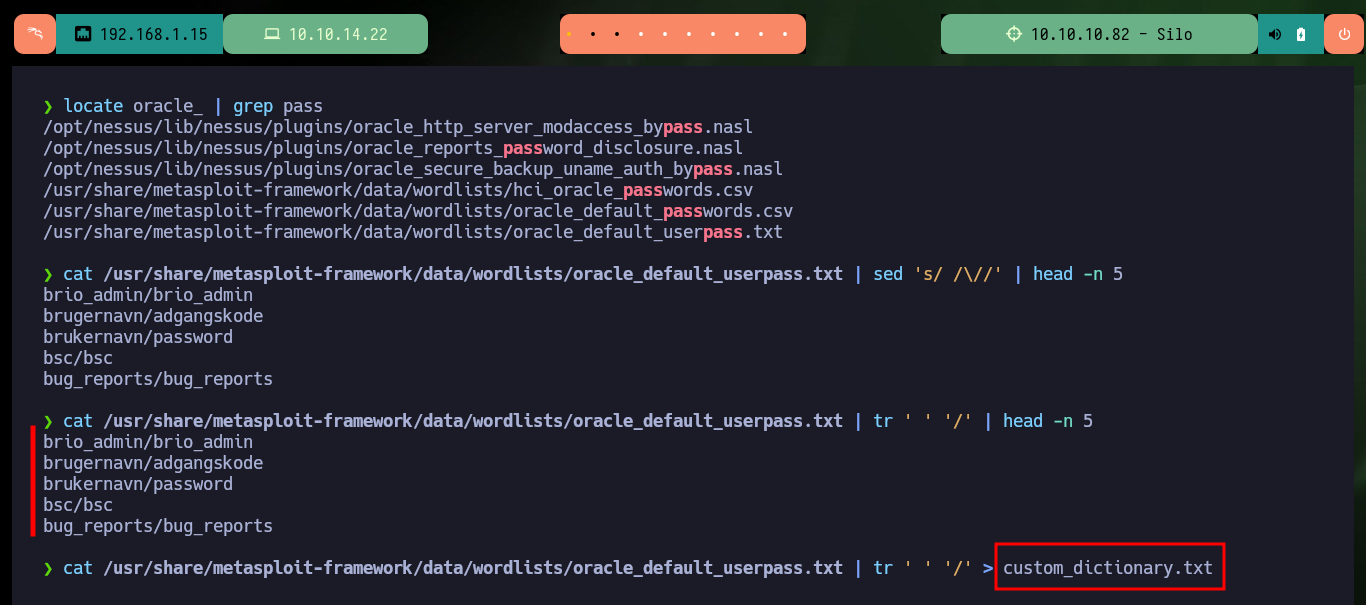 192.168.1.15 10.10.14.22 10.10.10.82 - Silo
❯ locate oracle_ | grep pass
/opt/nessus/lib/nessus/plugins/oracle_http_server_modaccess_bypass.nasl
/opt/nessus/lib/nessus/plugins/oracle_reports_password_disclosure.nasl
/opt/nessus/lib/nessus/plugins/oracle_secure_backup_uname_auth_bypass.nasl
/usr/share/metasploit-framework/data/wordlists/hci_oracle_passwords.csv
/usr/share/metasploit-framework/data/wordlists/oracle_default_passwords.csv
/usr/share/metasploit-framework/data/wordlists/oracle_default_userpass.txt
❯ cat /usr/share/metasploit-framework/data/wordlists/oracle_default_userpass.txt | sed 's/ /\//' | head -n 5
brio_admin/brio_admin
brugernavn/adgangskode
brukernavn/password
bsc/bsc
bug_reports/bug_reports
❯ cat /usr/share/metasploit-framework/data/wordlists/oracle_default_userpass.txt | tr ' ' '/' | head -n 5
brio_admin/brio_admin
brugernavn/adgangskode
brukernavn/password
bsc/bsc
bug_reports/bug_reports
❯ cat /usr/share/metasploit-framework/data/wordlists/oracle_default_userpass.txt | tr ' ' '/' > custom_dictionary.txt